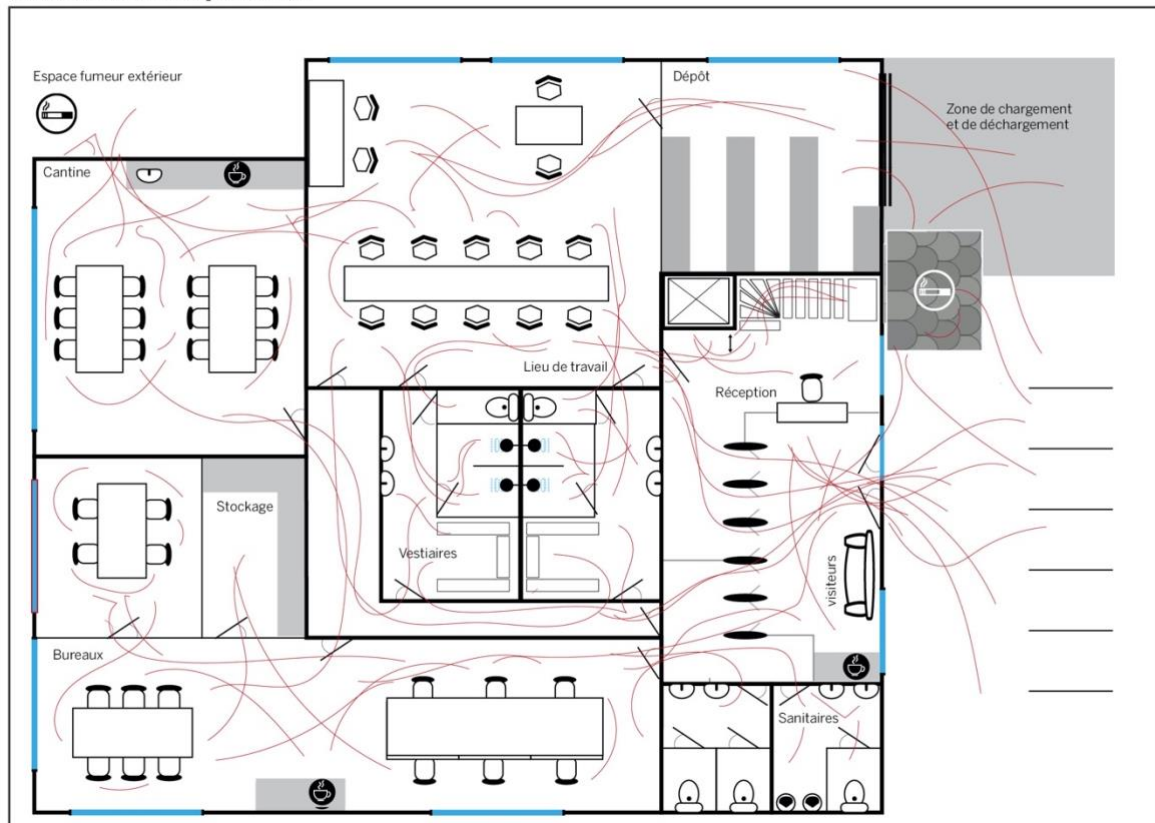 Espace fumeur extérieur
Dépôt
Zone de chargement
et de déchargement
Cantine
Lieu de travail
Réception
Stockage
Vestiaires
visiteurs
Bureaux
Sanitaires